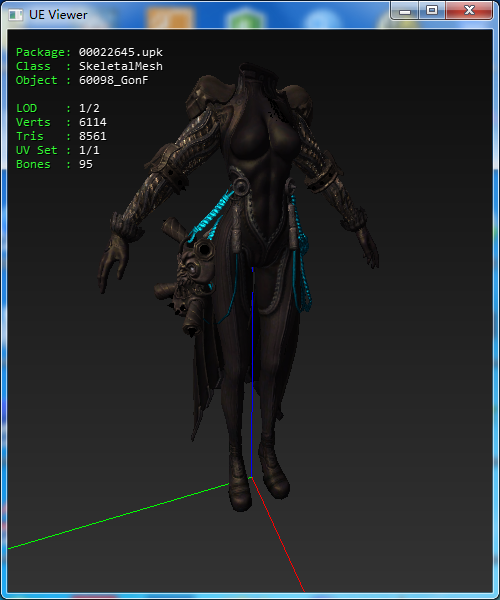 UE Viewer
Package: 00022645.upk
Class : SkeletalMesh
Object : 60098_GonF
LOD : 1/2
Verts : 6114
Tris : 8561
UV Set : 1/1
Bones : 95